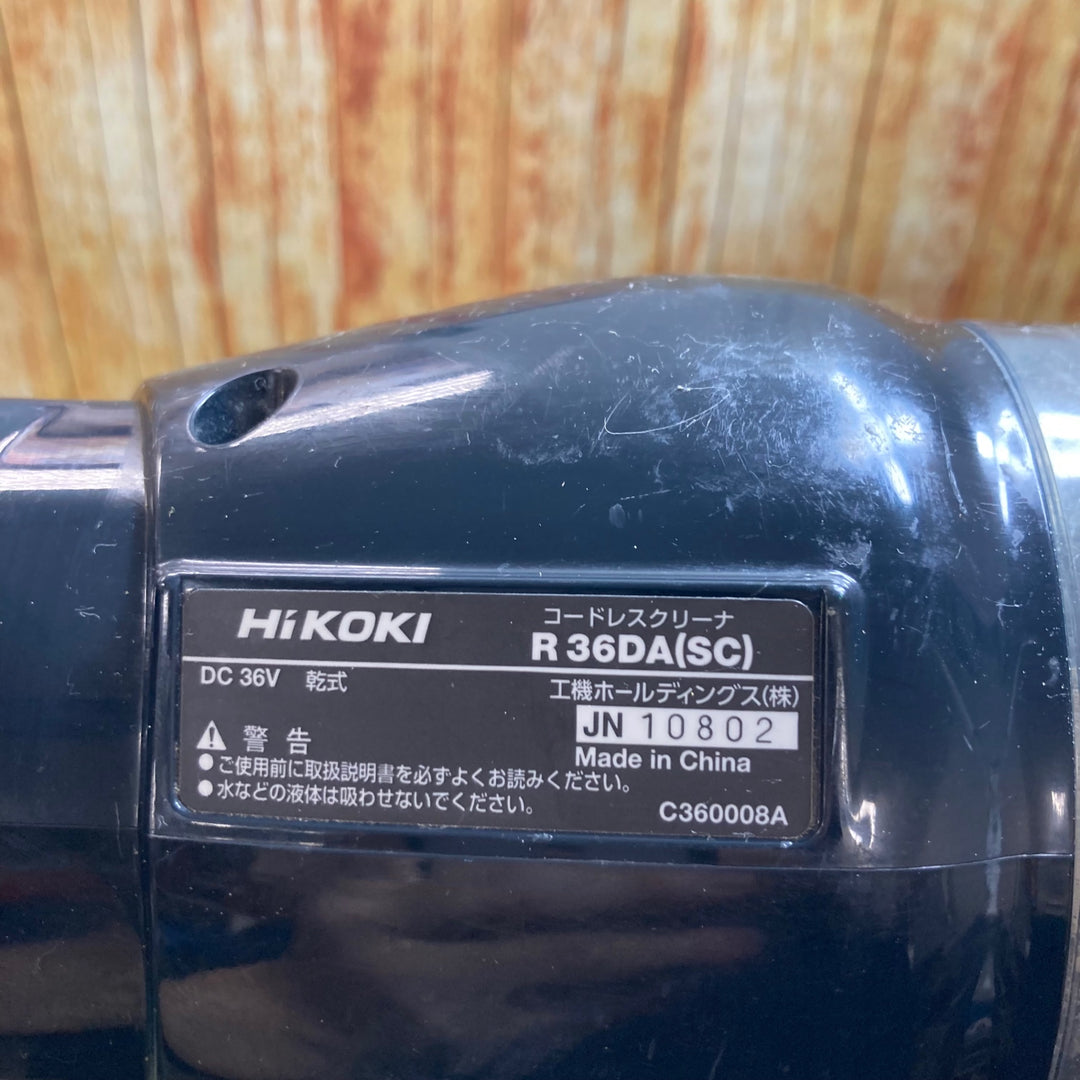 HiKOKI
コードレスクリーナ
R 36DA(SC)
DC 36V 乾式
工機ホールディングス(株)
JN 10802
Made in China
警告
●ご使用前に取扱説明書を必ずよくお読みください。
●水などの液体は吸わせないでください。
C360008A